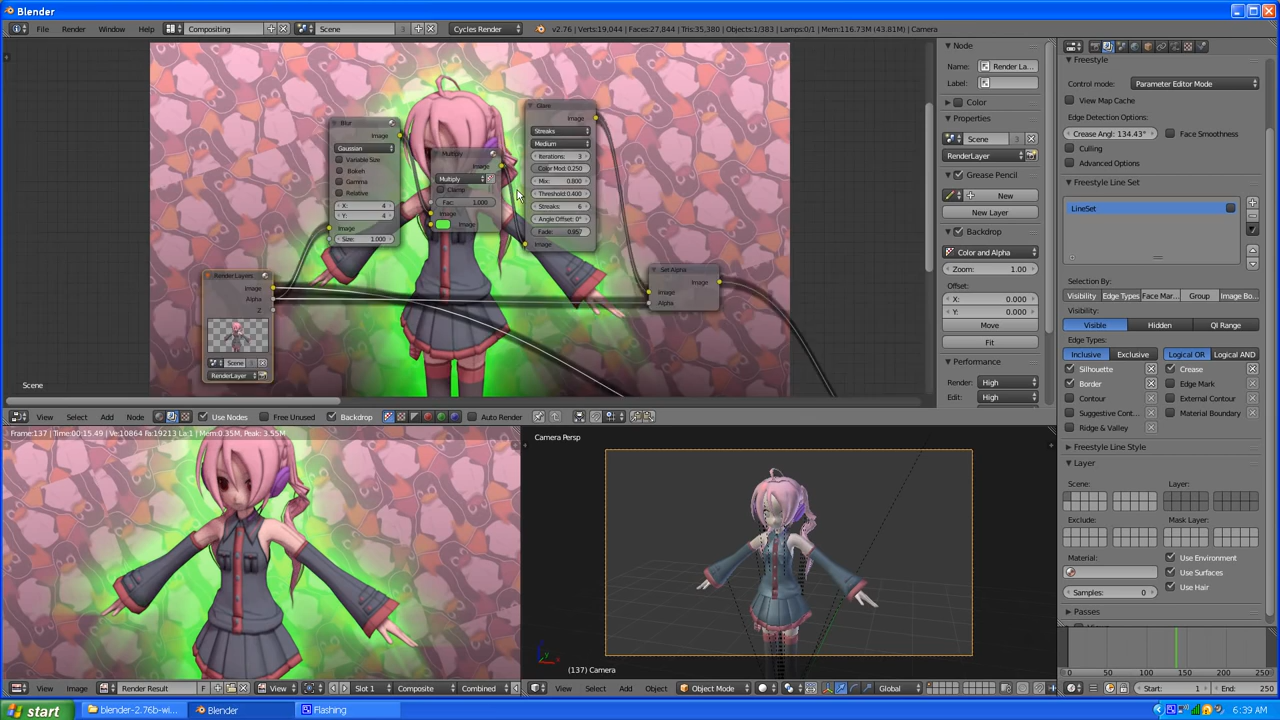 Blender
File Render Window Help Compositing Scene 3 Cycles Render v2.76 | Verts:19,044 | Faces:27,844 | Tris:35,380 | Objects:1/383 | Lamps:0/1 | Mem:116.73M (43.81M) | Camera
Blur
Image
Gaussian
Variable Size
Bokeh
Gamma
Relative
X: 4
Y: 4
Image
Size: 1.000
Multiply
Image
Multiply
Clamp
Fac: 1.000
Image
Image
Glare
Image
Streaks
Medium
Iterations: 3
Color Mod: 0.250
Mix: 0.800
Threshold: 0.400
Streaks: 6
Angle Offset: 0°
Fade: 0.957
Image
Render Layers
Image
Alpha
Z
Scene
RenderLayer
Set Alpha
Image
Image
Alpha
Scene
Node
Name: Render La...
Label:
Color
Properties
Scene 3
RenderLayer
Grease Pencil
New
New Layer
Backdrop
Color and Alpha
Zoom: 1.00
Offset:
X: 0.000
Y: 0.000
Move
Fit
Performance
Render: High
Edit: High
View Select Add Node Use Nodes Free Unused Backdrop Auto Render
Freestyle
Control mode: Parameter Editor Mode
View Map Cache
Edge Detection Options:
Crease Angl: 134.43° Face Smoothness
Culling
Advanced Options
Freestyle Line Set
LineSet
Selection By:
Visibility Edge Types Face Mar... Group Image Bo...
Visibility:
Visible Hidden QI Range
Edge Types:
Inclusive Exclusive Logical OR Logical AND
Silhouette Crease
Border Edge Mark
Contour External Contour
Suggestive Cont... Material Boundary
Ridge & Valley
Freestyle Line Style
Layer
Scene: Layer:
Exclude: Mask Layer:
Material: Use Environment
Use Surfaces
Samples: 0 Use Hair
Passes
Frame:137 | Time:00:15.49 | Ve:10864 Fa:19213 La:1 | Mem:0.35M, Peak: 3.55M
Camera Persp
(137) Camera
0 50 100 150 200 250
View Image Render Result F View Slot 1 Composite Combined
View Select Add Object Object Mode Global
Start: 1 End: 250
start blender-2.76b-wi... Blender Flashing 6:39 AM